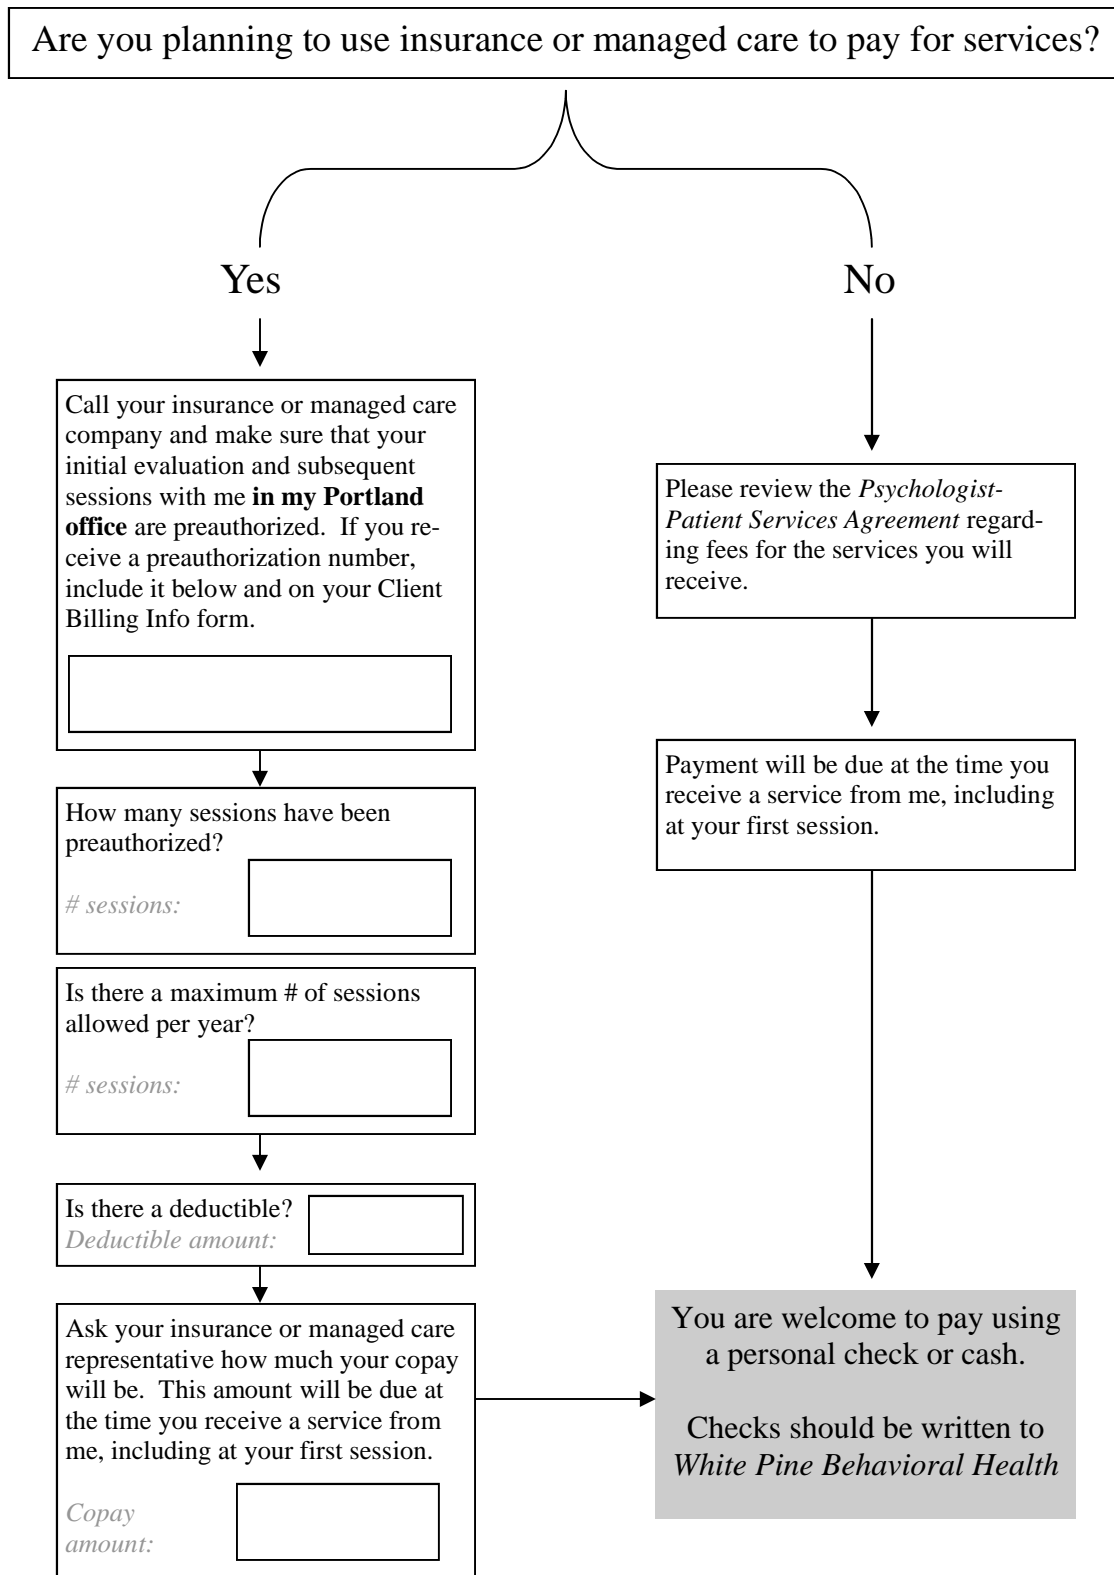 Are you planning to use insurance or managed care to pay for services?
Yes
Call your insurance or managed care
company and make sure that your
initial evaluation and subsequent
sessions with me in my Portland
office are preauthorized.  If you re-
ceive a preauthorization number,
include it below and on your Client
Billing Info form.
How many sessions have been
preauthorized?
# sessions:
Is there a maximum # of sessions
allowed per year?
# sessions:
Is there a deductible?
Deductible amount:
Ask your insurance or managed care
representative how much your copay
will be.  This amount will be due at
the time you receive a service from
me, including at your first session.
Copay
amount:
No
Please review the Psychologist-
Patient Services Agreement regard-
ing fees for the services you will
receive.
Payment will be due at the time you
receive a service from me, including
at your first session.
You are welcome to pay using
a personal check or cash.
Checks should be written to
White Pine Behavioral Health